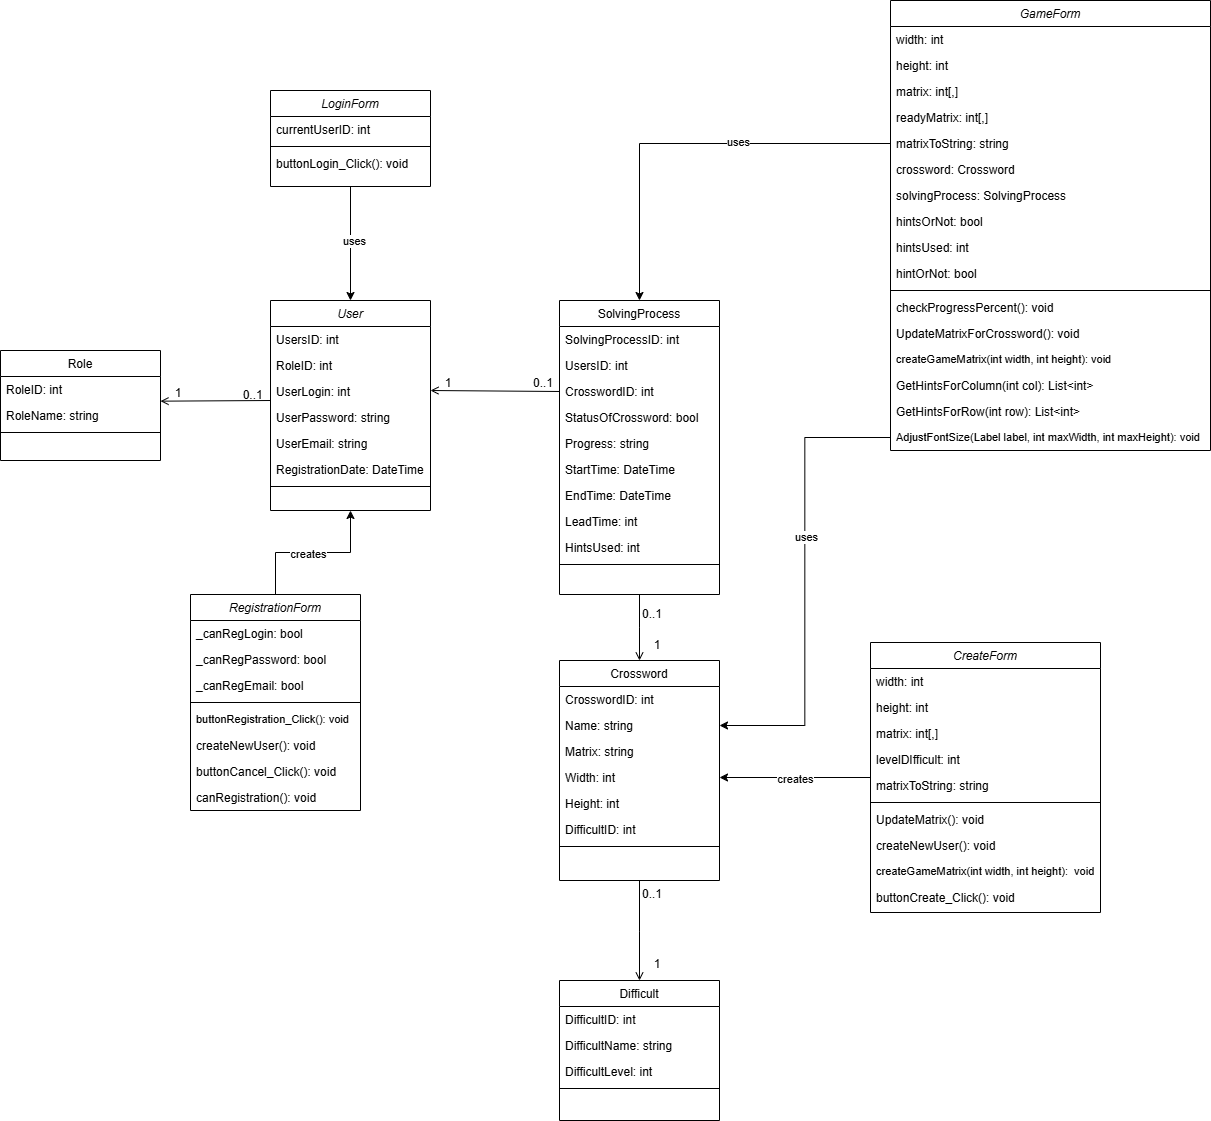 GameForm
width: int
height: int
matrix: int[,]
readyMatrix: int[,]
matrixToString: string
crossword: Crossword
solvingProcess: SolvingProcess
hintsOrNot: bool
hintsUsed: int
hintOrNot: bool
checkProgressPercent(): void
UpdateMatrixForCrossword(): void
createGameMatrix(int width, int height): void
GetHintsForColumn(int col): List<int>
GetHintsForRow(int row): List<int>
AdjustFontSize(Label label, int maxWidth, int maxHeight): void
LoginForm
currentUserID: int
buttonLogin_Click(): void
uses
uses
User
UsersID: int
RoleID: int
UserLogin: int
UserPassword: string
UserEmail: string
RegistrationDate: DateTime
SolvingProcess
SolvingProcessID: int
UsersID: int
CrosswordID: int
StatusOfCrossword: bool
Progress: string
StartTime: DateTime
EndTime: DateTime
LeadTime: int
HintsUsed: int
Role
RoleID: int
RoleName: string
1
0..1
1
0..1
uses
creates
RegistrationForm
_canRegLogin: bool
_canRegPassword: bool
_canRegEmail: bool
buttonRegistration_Click(): void
createNewUser(): void
buttonCancel_Click(): void
canRegistration(): void
0..1
1
Crossword
CrosswordID: int
Name: string
Matrix: string
Width: int
Height: int
DifficultID: int
creates
CreateForm
width: int
height: int
matrix: int[,]
levelDIfficult: int
matrixToString: string
UpdateMatrix(): void
createNewUser(): void
createGameMatrix(int width, int height): void
buttonCreate_Click(): void
0..1
1
Difficult
DifficultID: int
DifficultName: string
DifficultLevel: int